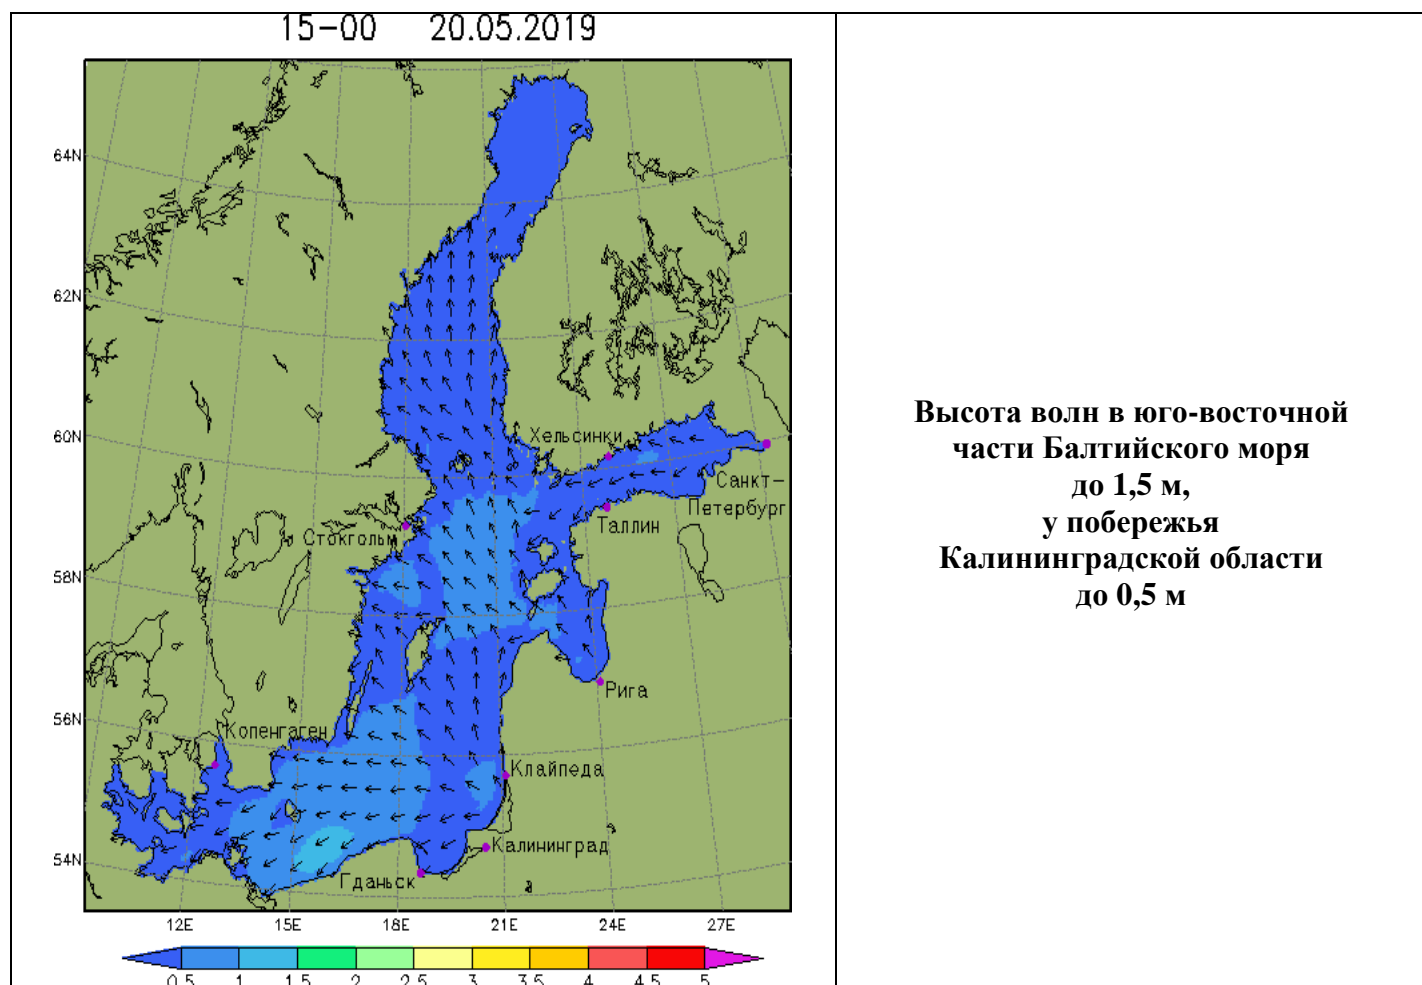 15-00 20.05.2019
64N
62N
60N
58N
56N
54N
Хельсинки
Санкт-
Петербург
Таллин
Стокгольм
Рига
Копенгаген
Клайпеда
Калининград
Гданьск
12E 15E 18E 21E 24E 27E
0.5 1 1.5 2 2.5 3 3.5 4 4.5 5
Высота волн в юго-восточной
части Балтийского моря
до 1,5 м,
у побережья
Калининградской области
до 0,5 м